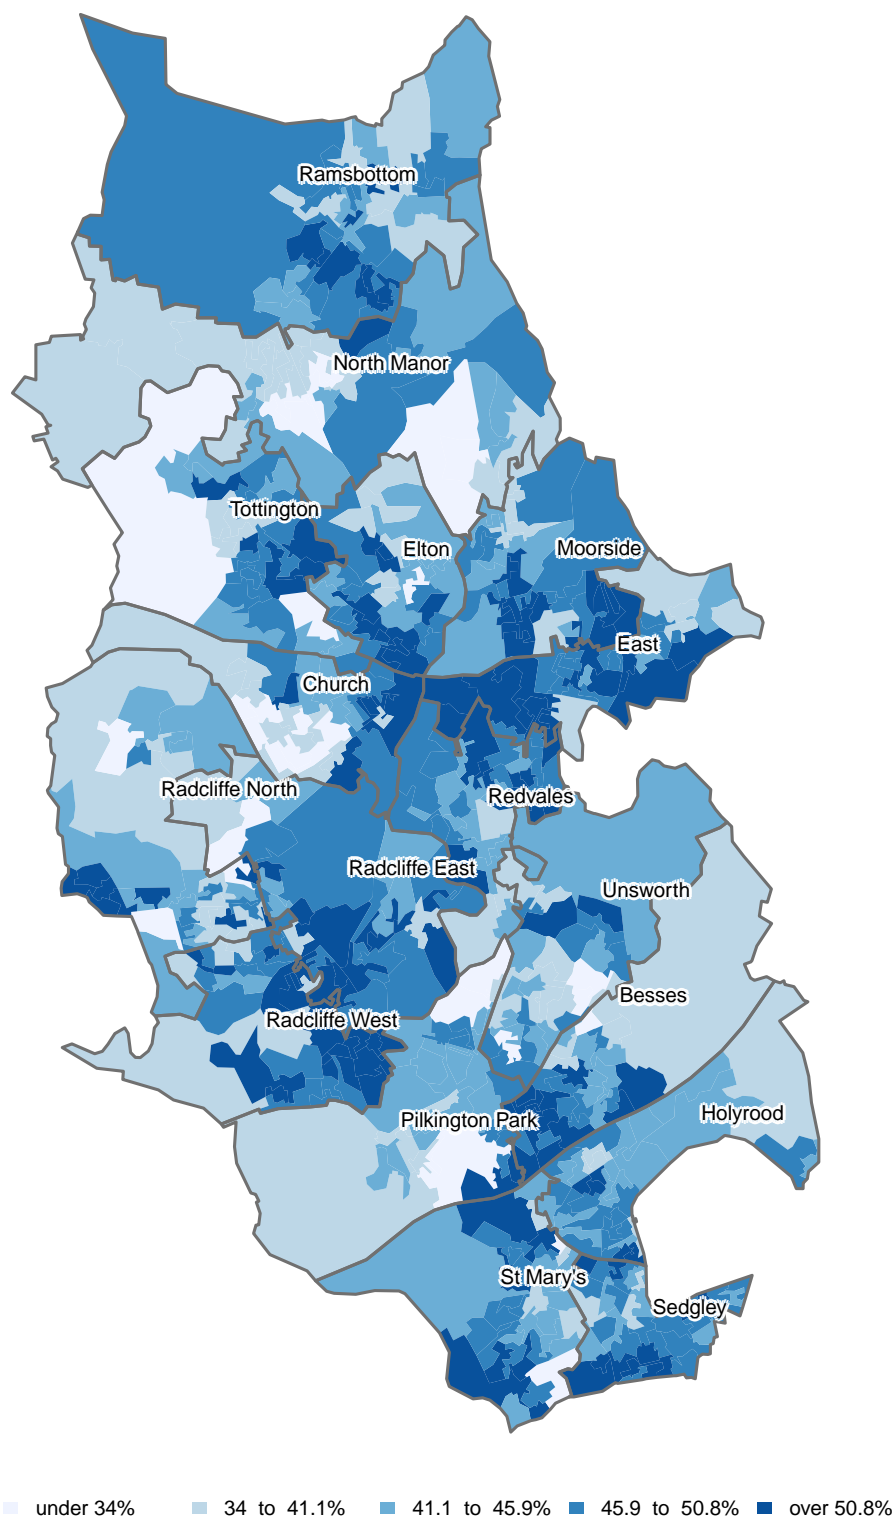 Ramsbottom
North Manor
Tottington
Elton
Moorside
East
Church
Radcliffe North
Redvales
Radcliffe East
Unsworth
Besses
Radcliffe West
Holyrood
Pilkington Park
St Mary's
Sedgley
under 34% 34 to 41.1% 41.1 to 45.9% 45.9 to 50.8% over 50.8%